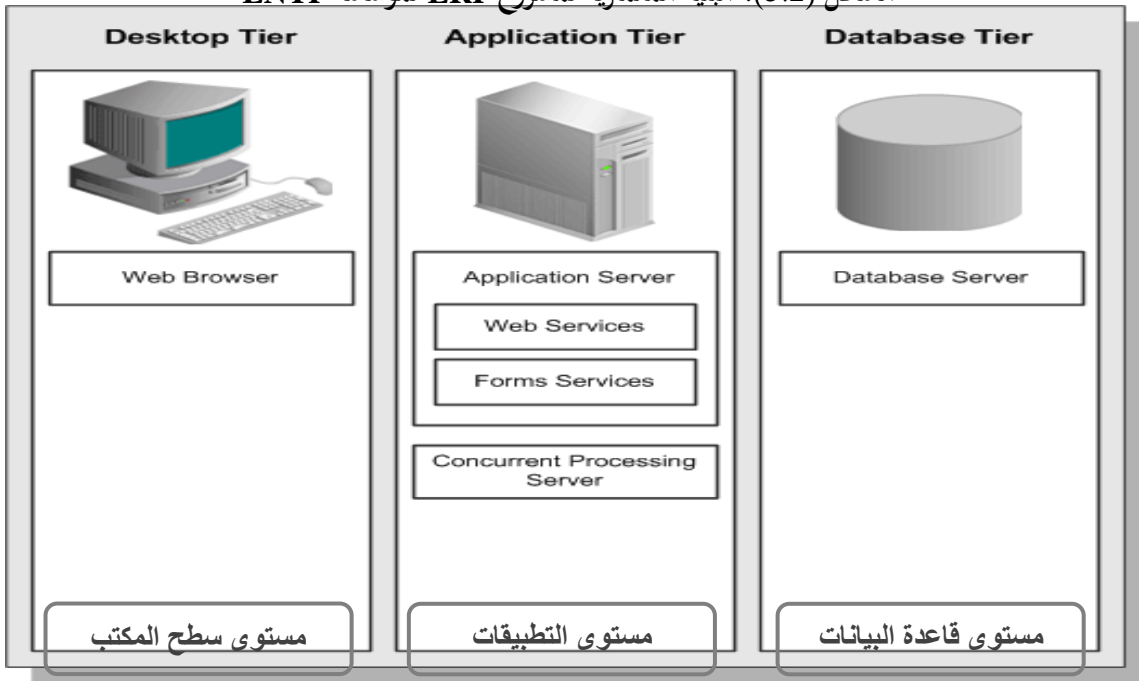 ERP
Desktop Tier
Application Tier
Database Tier
Web Browser
Application Server
Web Services
Forms Services
Concurrent Processing
Server
Database Server
مستوى سطح المكتب
مستوى التطبيقات
مستوى قاعدة البيانات